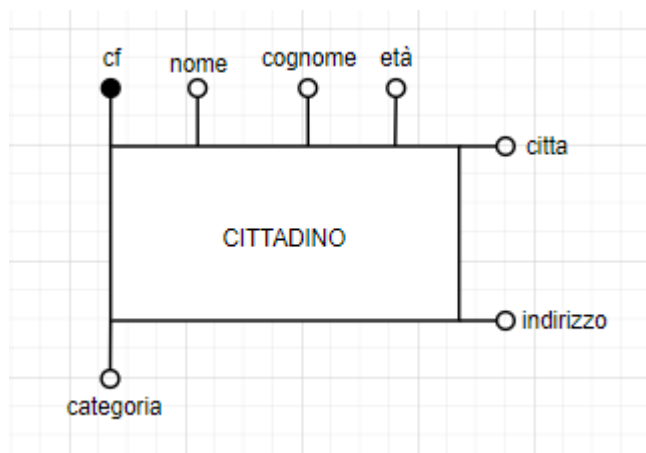 cf
nome
cognome
età
citta
CITTADINO
indirizzo
categoria